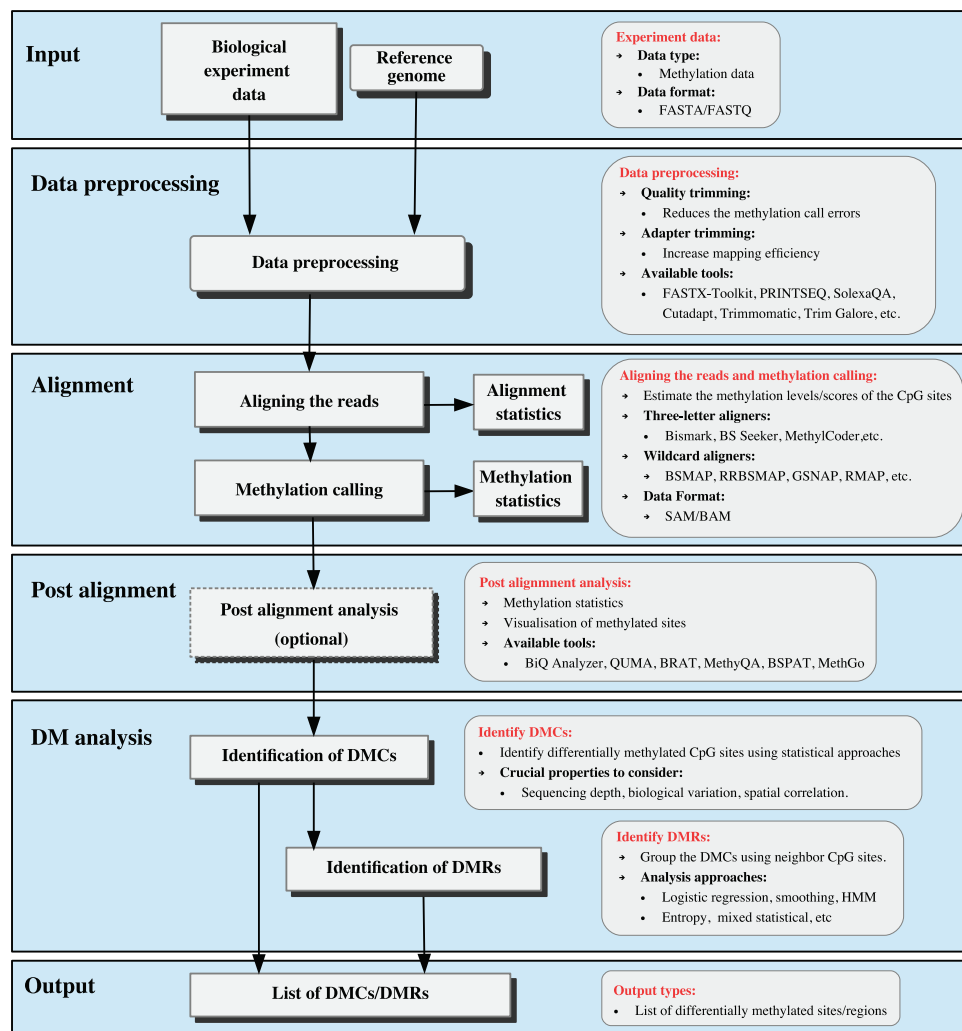 Input
Biological
experiment
data
Reference
genome
Experiment data:
➔ Data type:
• Methylation data
➔ Data format:
• FASTA/FASTQ
Data preprocessing
Data preprocessing
Data preprocessing:
➔ Quality trimming:
• Reduces the methylation call errors
➔ Adapter trimming:
• Increase mapping efficiency
➔ Available tools:
• FASTX-Toolkit, PRINTSEQ, SolexaQA,
Cutadapt, Trimmomatic, Trim Galore, etc.
Alignment
Aligning the reads
Alignment
statistics
Methylation calling
Methylation
statistics
Aligning the reads and methylation calling:
➔ Estimate the methylation levels/scores of the CpG sites
➔ Three-letter aligners:
• Bismark, BS Seeker, MethylCoder,etc.
➔ Wildcard aligners:
➔ BSMAP, RRBSMAP, GSNAP, RMAP, etc.
➔ Data Format:
➔ SAM/BAM
Post alignment
Post alignment analysis
(optional)
Post alignmnent analysis:
➔ Methylation statistics
➔ Visualisation of methylated sites
➔ Available tools:
• BiQ Analyzer, QUMA, BRAT, MethyQA, BSPAT, MethGo
DM analysis
Identification of DMCs
Identify DMCs:
• Identify differentially methylated CpG sites using statistical approaches
➔ Crucial properties to consider:
• Sequencing depth, biological variation, spatial correlation.
Identification of DMRs
Identify DMRs:
➔ Group the DMCs using neighbor CpG sites.
➔ Analysis approaches:
• Logistic regression, smoothing, HMM
• Entropy, mixed statistical, etc
Output
List of DMCs/DMRs
Output types:
• List of differentially methylated sites/regions